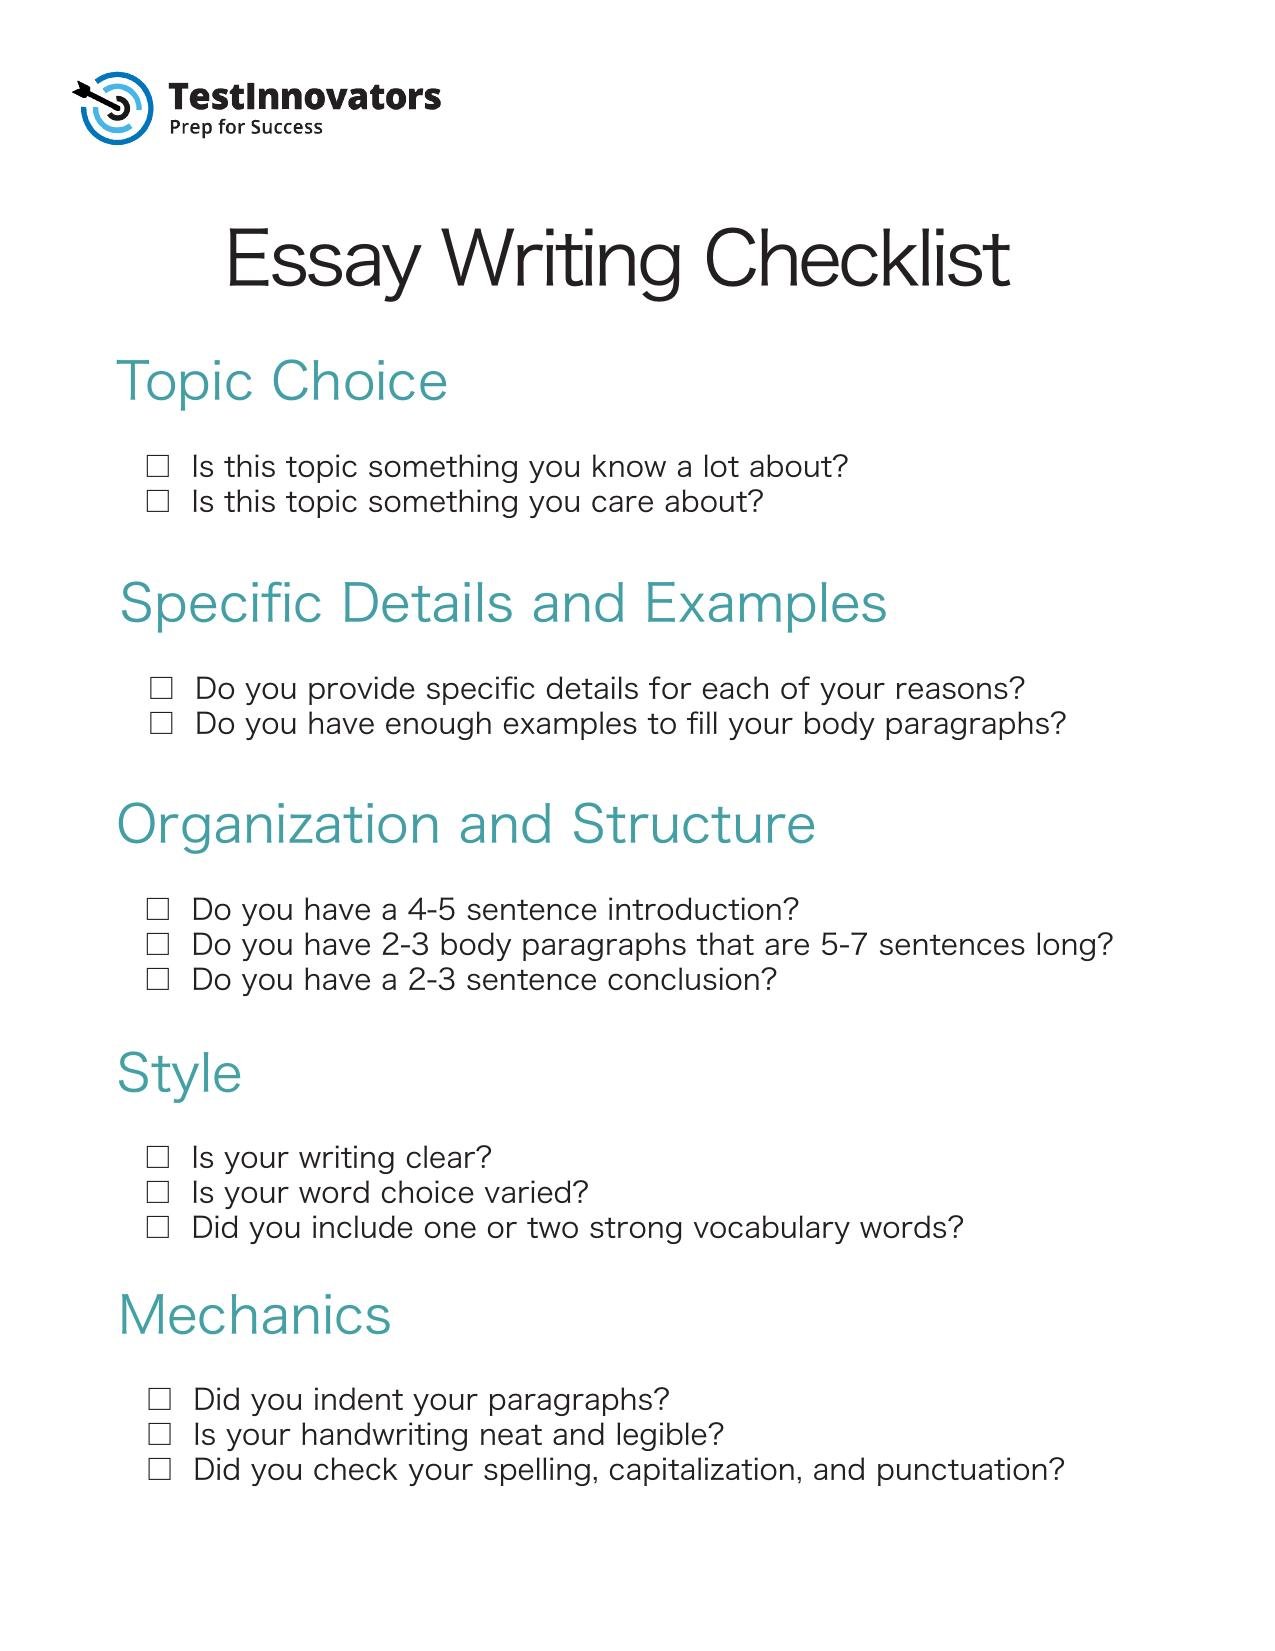 TestInnovators
Prep for Success
Essay Writing Checklist
Topic Choice
☐ Is this topic something you know a lot about?
☐ Is this topic something you care about?
Specific Details and Examples
☐ Do you provide specific details for each of your reasons?
☐ Do you have enough examples to fill your body paragraphs?
Organization and Structure
☐ Do you have a 4-5 sentence introduction?
☐ Do you have 2-3 body paragraphs that are 5-7 sentences long?
☐ Do you have a 2-3 sentence conclusion?
Style
☐ Is your writing clear?
☐ Is your word choice varied?
☐ Did you include one or two strong vocabulary words?
Mechanics
☐ Did you indent your paragraphs?
☐ Is your handwriting neat and legible?
☐ Did you check your spelling, capitalization, and punctuation?